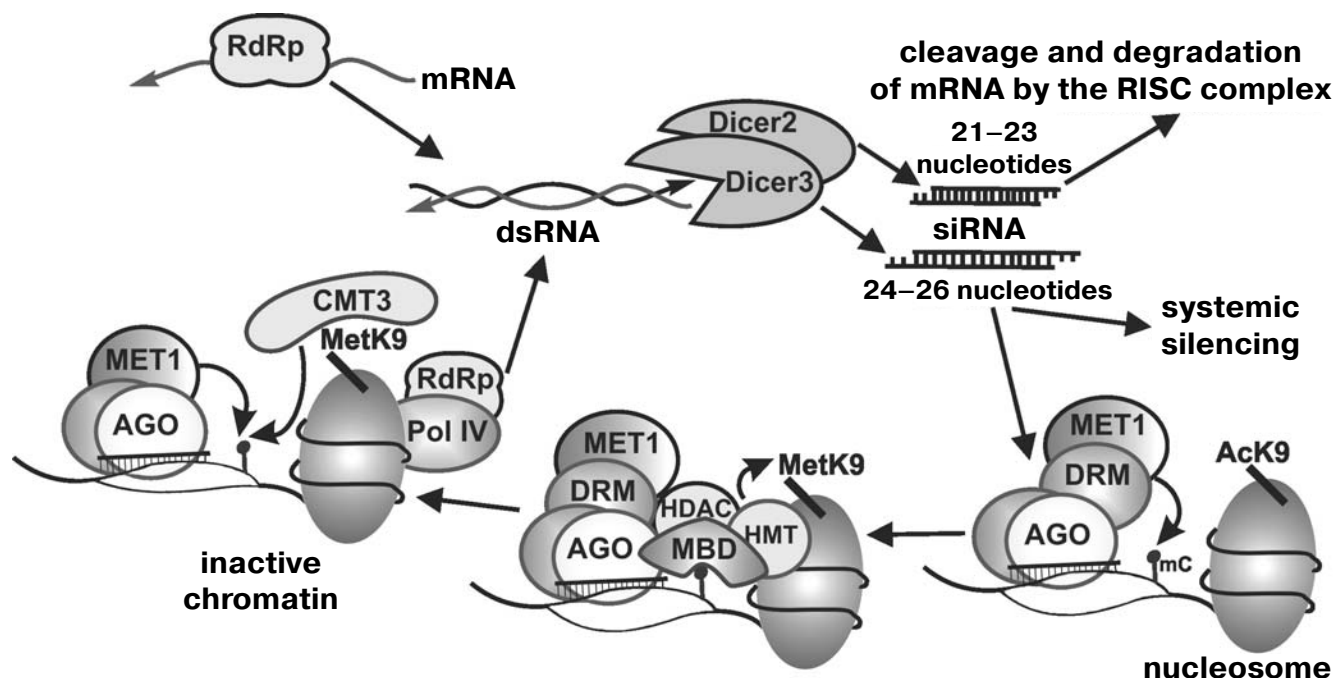 RdRp
mRNA
cleavage and degradation
of mRNA by the RISC complex
Dicer2
Dicer3
21–23
nucleotides
dsRNA
siRNA
24–26 nucleotides
systemic
silencing
CMT3
MetK9
MET1
AGO
RdRp
Pol IV
inactive
chromatin
MET1
DRM
AGO
HDAC
MBD
HMT
MetK9
MET1
DRM
AGO
mC
AcK9
nucleosome